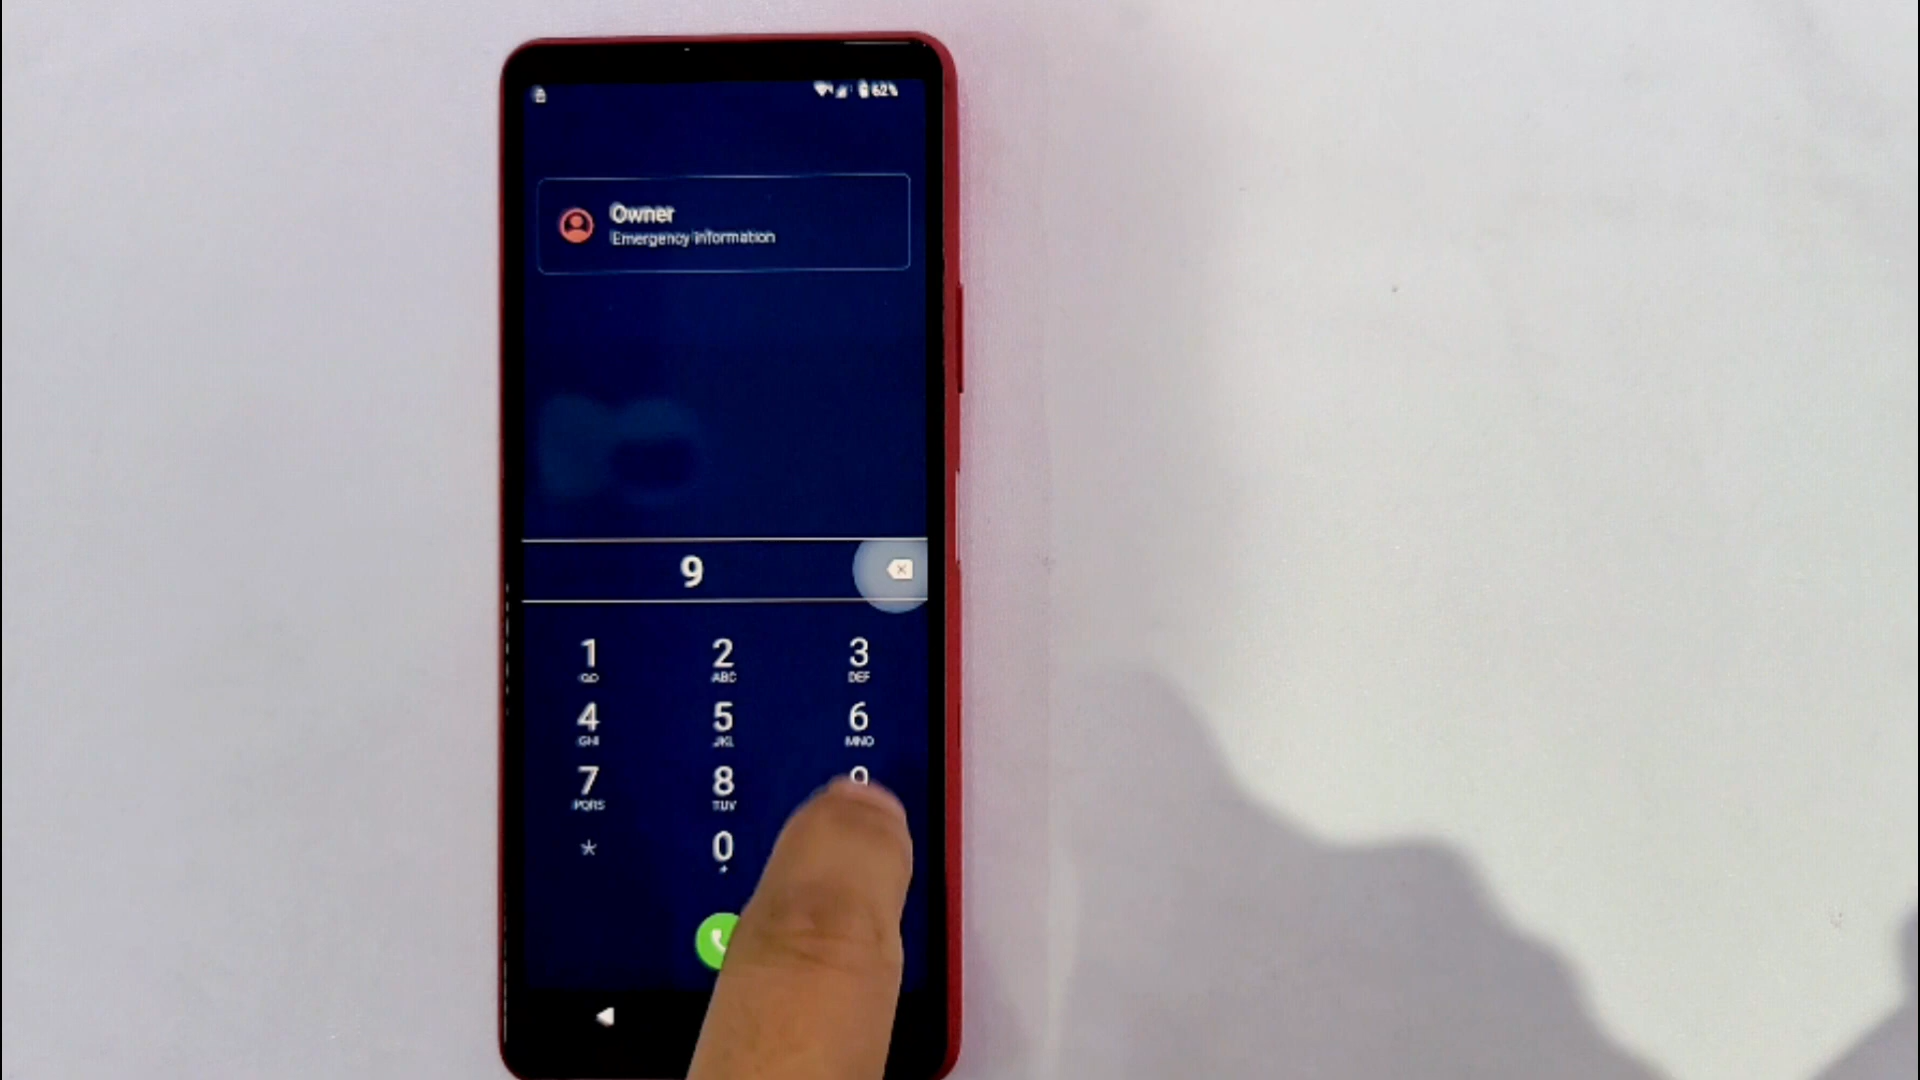 62%
Owner
Emergency information
9
1 2 3
ABC DEF
4 5 6
GHI JKL MNO
7 8 9
PQRS TUV
* 0
+